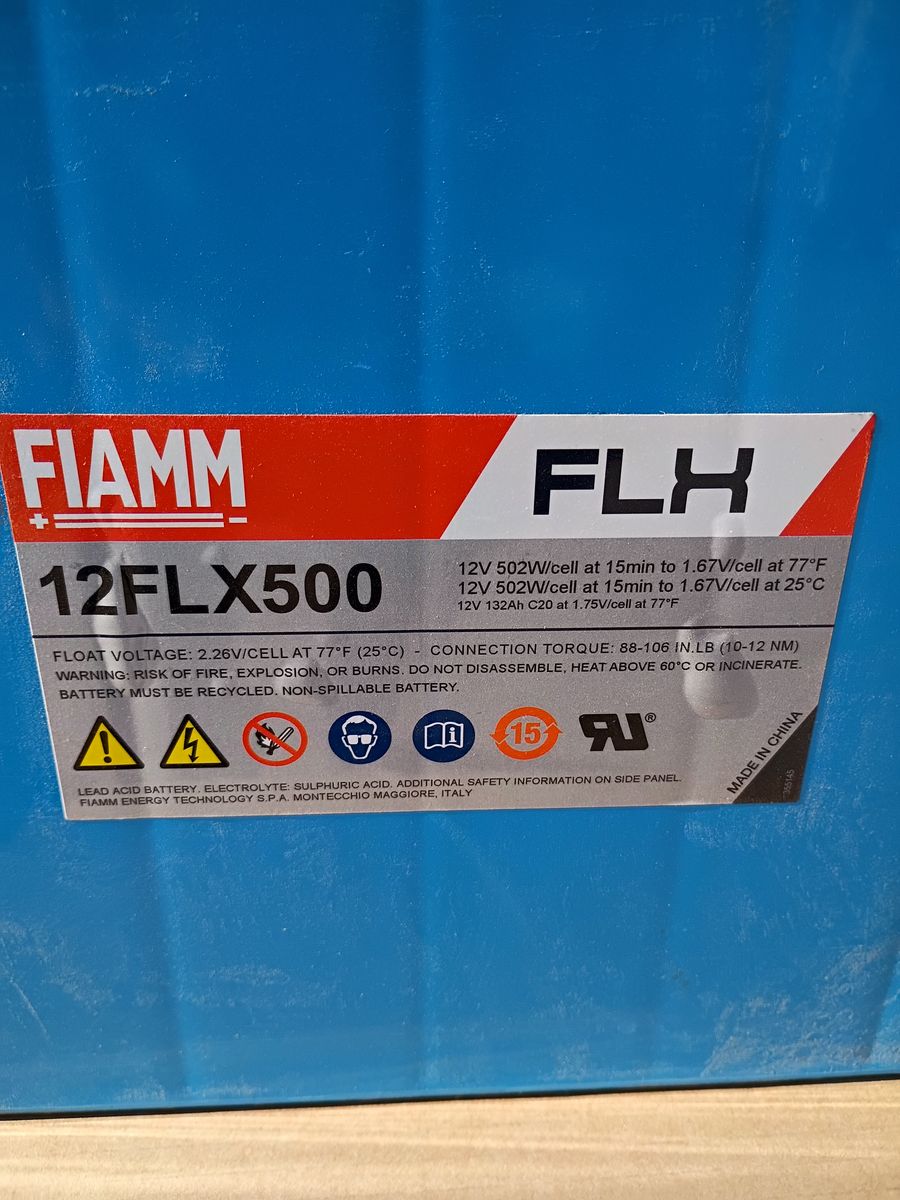 FIAMM
+ -
FLX
12FLX500
12V 502W/cell at 15min to 1.67V/cell at 77°F
12V 502W/cell at 15min to 1.67V/cell at 25°C
12V 132Ah C20 at 1.75V/cell at 77°F
FLOAT VOLTAGE: 2.26V/CELL AT 77°F (25°C) - CONNECTION TORQUE: 88-106 IN.LB (10-12 NM)
WARNING: RISK OF FIRE, EXPLOSION, OR BURNS. DO NOT DISASSEMBLE, HEAT ABOVE 60°C OR INCINERATE.
BATTERY MUST BE RECYCLED. NON-SPILLABLE BATTERY.
15
RU®
LEAD ACID BATTERY. ELECTROLYTE: SULPHURIC ACID. ADDITIONAL SAFETY INFORMATION ON SIDE PANEL.
FIAMM ENERGY TECHNOLOGY S.P.A. MONTECCHIO MAGGIORE, ITALY
MADE IN CHINA